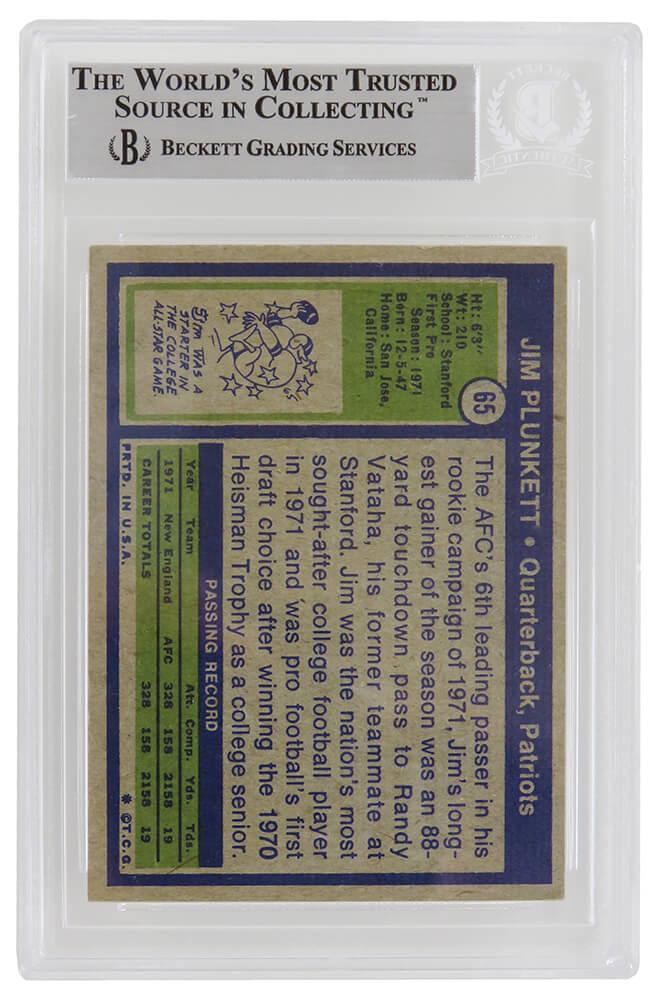 THE WORLD'S MOST TRUSTED
SOURCE IN COLLECTING™
B BECKETT GRADING SERVICES
BECKETT
B
AUTHENTIC
JIM PLUNKETT • Quarterback, Patriots
65
Ht: 6'3"
Wt: 210
School: Stanford
First Pro
Season: 1971
Born: 12-5-47
Home: San Jose,
California
65
JIM WAS A
STARTER IN
THE COLLEGE
ALL-STAR GAME.
The AFC's 6th leading passer in his
rookie campaign of 1971, Jim's long-
est gainer of the season was an 88-
yard touchdown pass to Randy
Vataha, his former teammate at
Stanford. Jim was the nation's most
sought-after college football player
in 1971 and was pro football's first
draft choice after winning the 1970
Heisman Trophy as a college senior.
PASSING RECORD
Year Team Att. Comp. Yds. Tds.
1971 New England AFC 328 158 2158 19
CAREER TOTALS 328 158 2158 19
PRTD. IN U.S.A. * ©T.C.G.